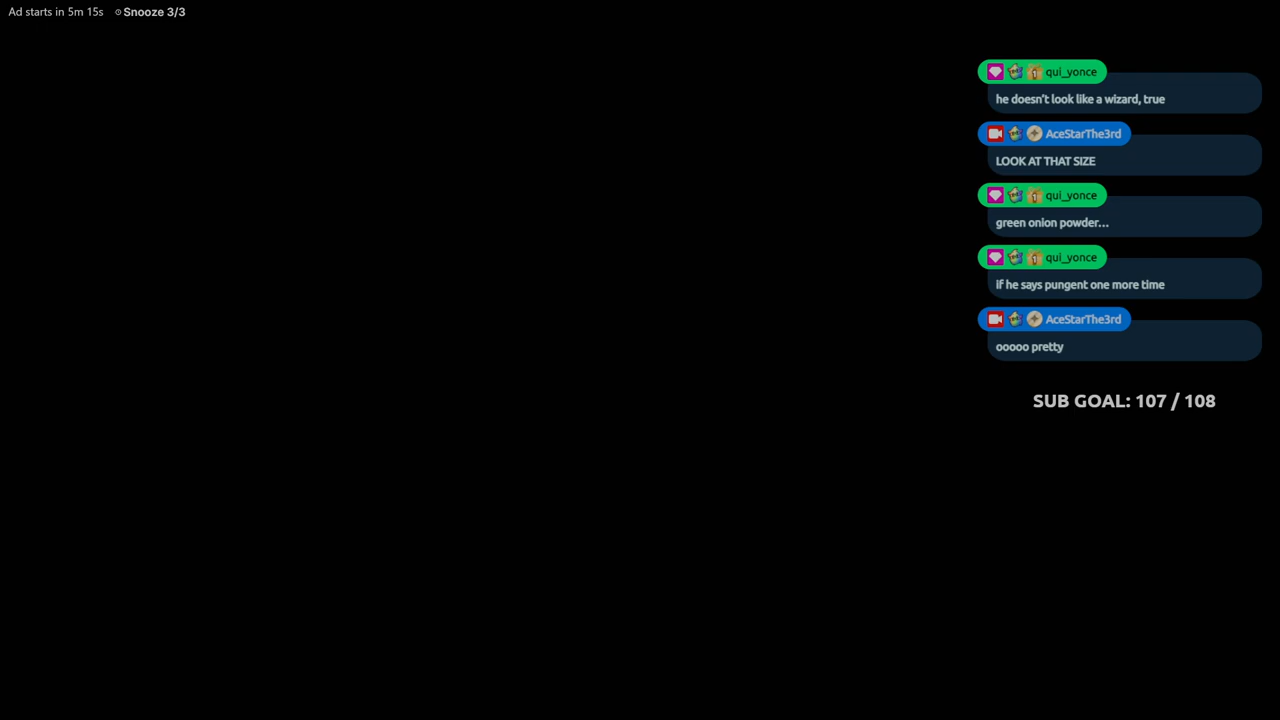 Ad starts in 5m 15s Snooze 3/3
qui_yonce
he doesn't look like a wizard, true
AceStarThe3rd
LOOK AT THAT SIZE
qui_yonce
green onion powder...
qui_yonce
if he says pungent one more time
AceStarThe3rd
ooooo pretty
SUB GOAL: 107 / 108